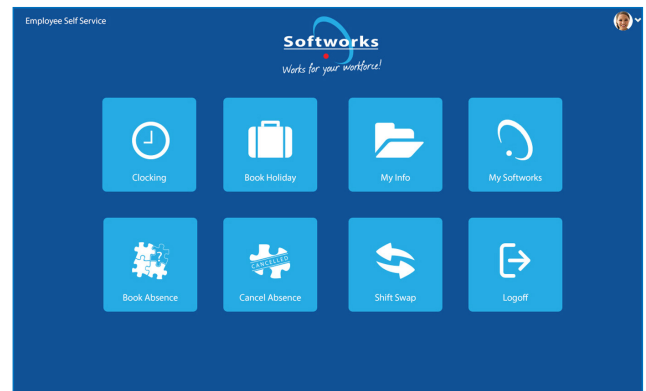 Employee Self Service
Softworks
Works for your workforce!
Clocking
Book Holiday
My Info
My Softworks
?
CANCELLED
Book Absence
Cancel Absence
Shift Swap
Logoff